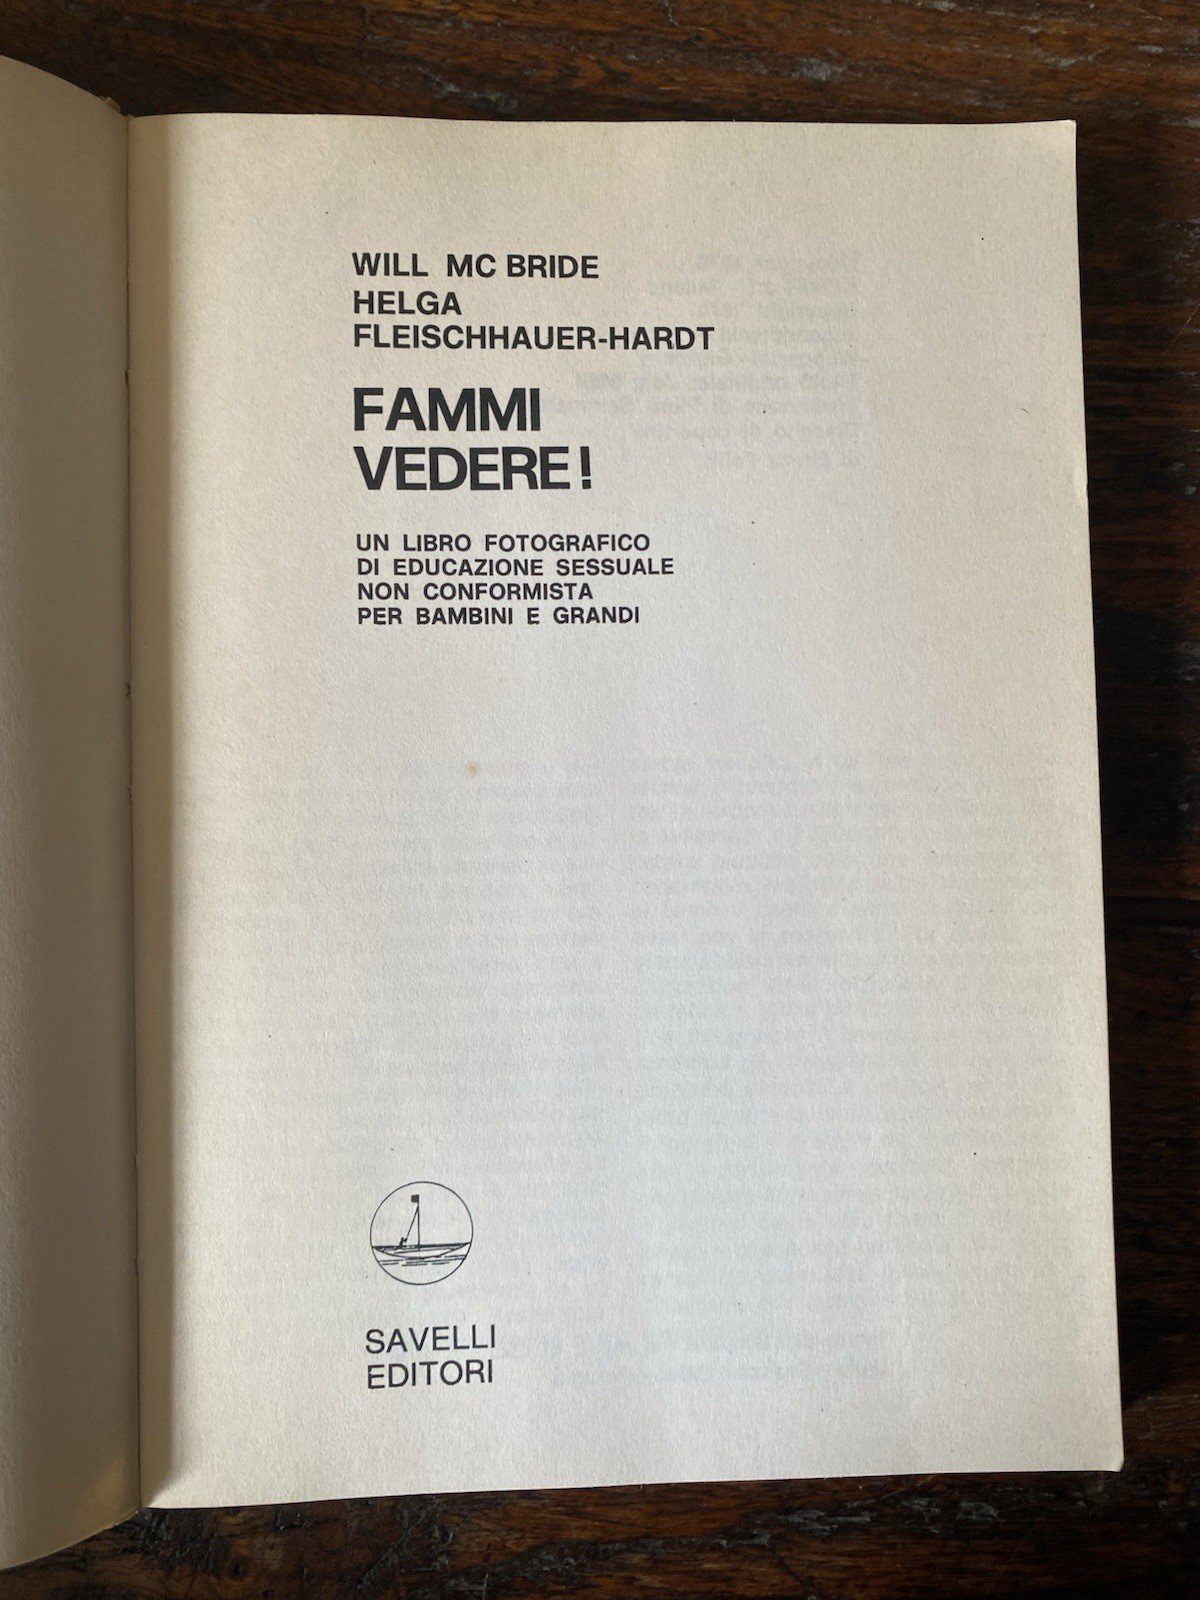 WILL MC BRIDE
HELGA
FLEISCHHAUER-HARDT
FAMMI
VEDERE!
UN LIBRO FOTOGRAFICO
DI EDUCAZIONE SESSUALE
NON CONFORMISTA
PER BAMBINI E GRANDI
SAVELLI
EDITORI